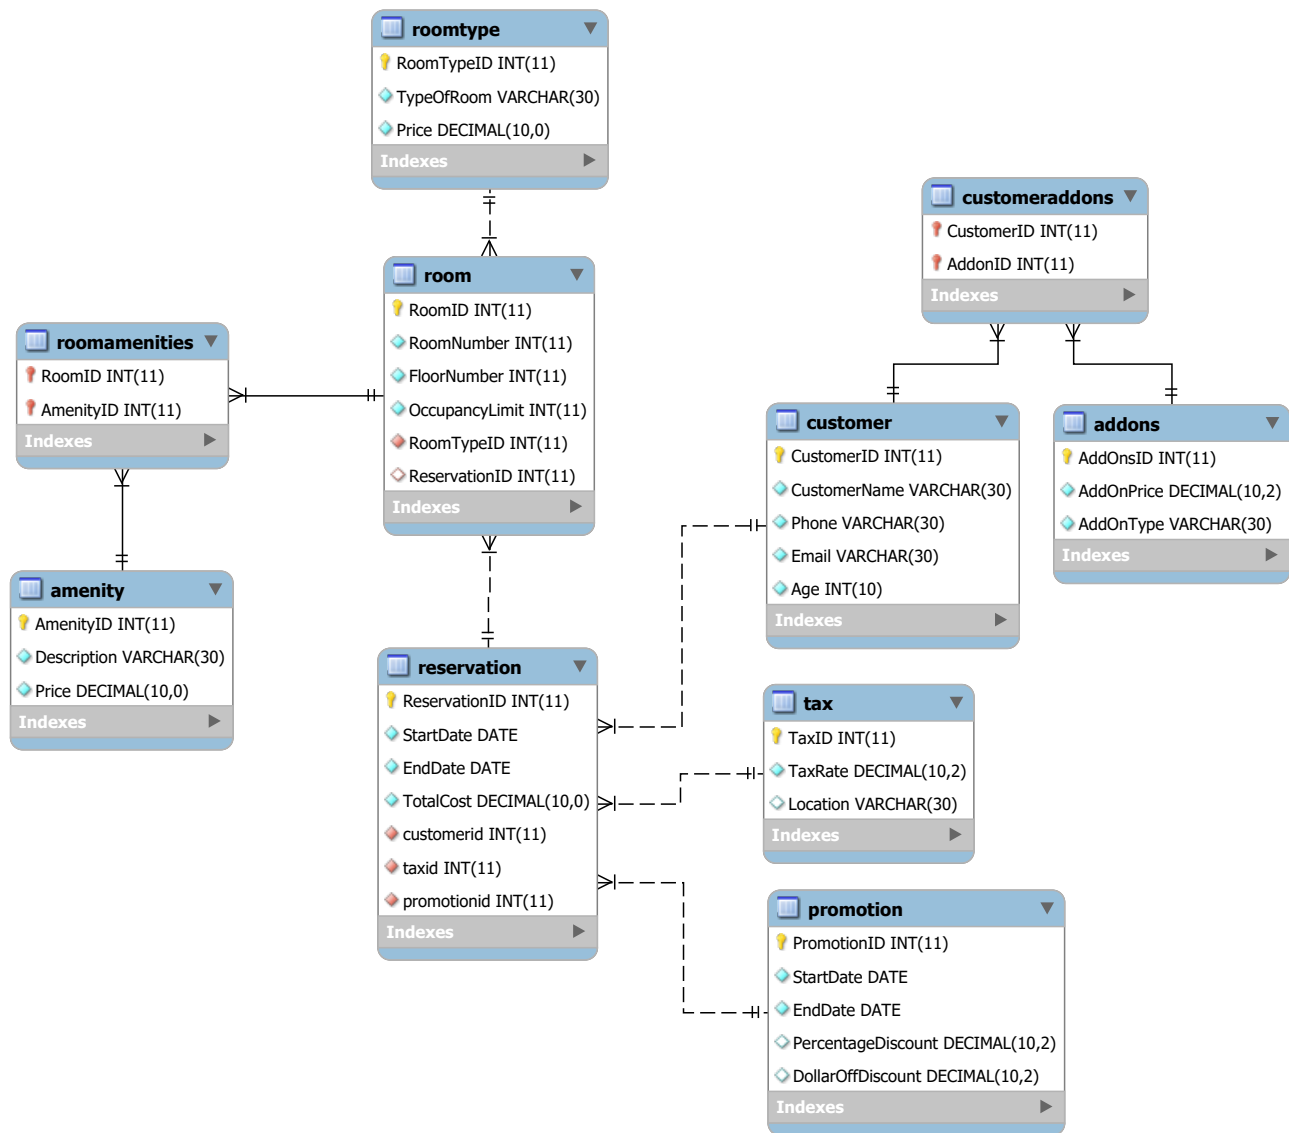 roomtype
RoomTypeID INT(11)
TypeOfRoom VARCHAR(30)
Price DECIMAL(10,0)
Indexes
room
RoomID INT(11)
RoomNumber INT(11)
FloorNumber INT(11)
OccupancyLimit INT(11)
RoomTypeID INT(11)
ReservationID INT(11)
Indexes
roomamenities
RoomID INT(11)
AmenityID INT(11)
Indexes
amenity
AmenityID INT(11)
Description VARCHAR(30)
Price DECIMAL(10,0)
Indexes
reservation
ReservationID INT(11)
StartDate DATE
EndDate DATE
TotalCost DECIMAL(10,0)
customerid INT(11)
taxid INT(11)
promotionid INT(11)
Indexes
customeraddons
CustomerID INT(11)
AddonID INT(11)
Indexes
customer
CustomerID INT(11)
CustomerName VARCHAR(30)
Phone VARCHAR(30)
Email VARCHAR(30)
Age INT(10)
Indexes
addons
AddOnsID INT(11)
AddOnPrice DECIMAL(10,2)
AddOnType VARCHAR(30)
Indexes
tax
TaxID INT(11)
TaxRate DECIMAL(10,2)
Location VARCHAR(30)
Indexes
promotion
PromotionID INT(11)
StartDate DATE
EndDate DATE
PercentageDiscount DECIMAL(10,2)
DollarOffDiscount DECIMAL(10,2)
Indexes